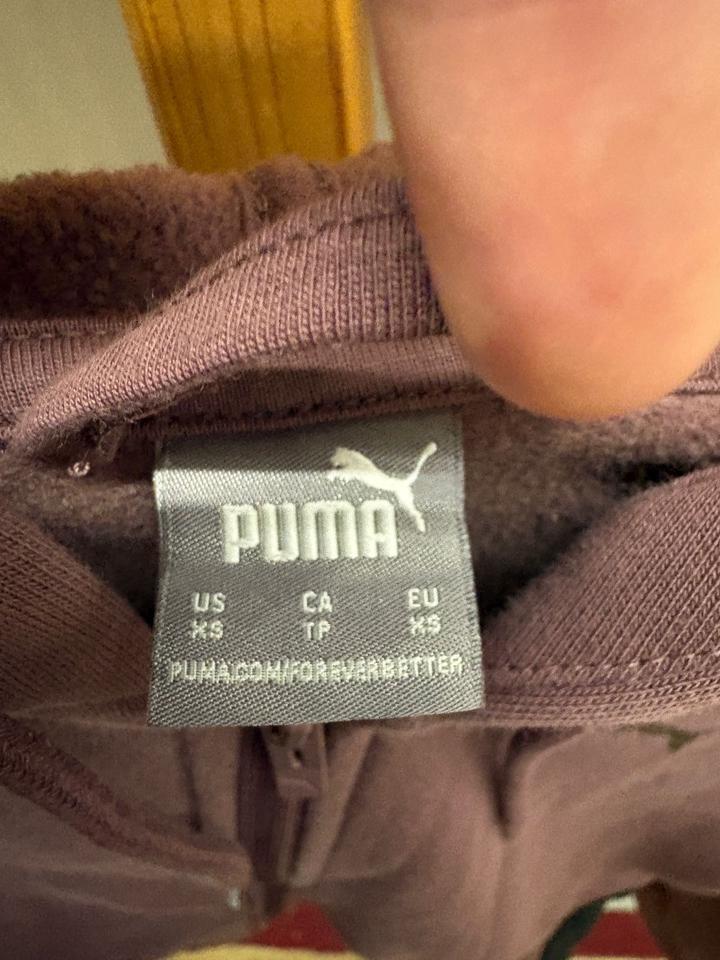 PUMA
US CA EU
XS TP XS
PUMA.COM/FOREVERBETTER